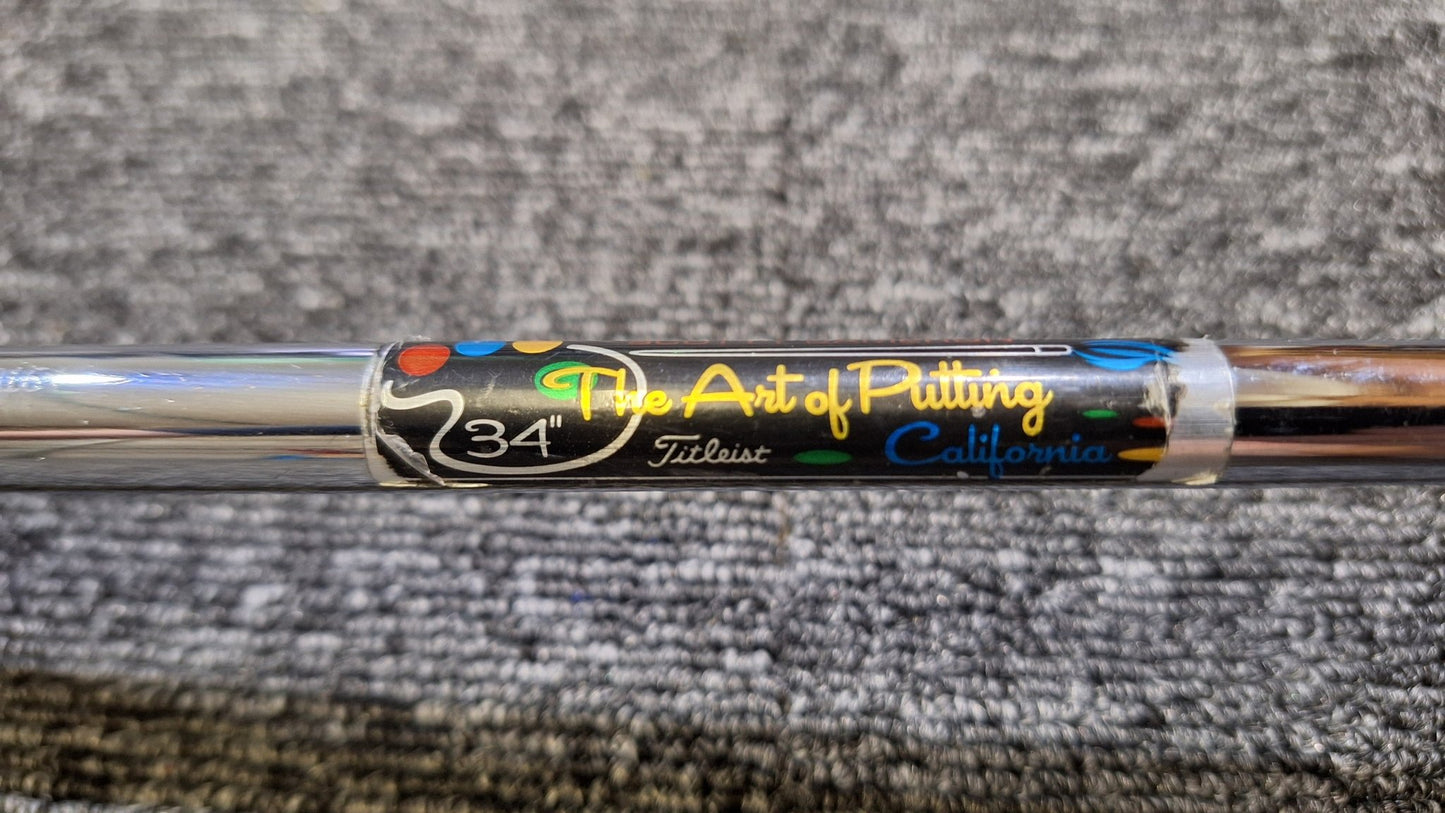 The Art of Putting
34"
Titleist
California